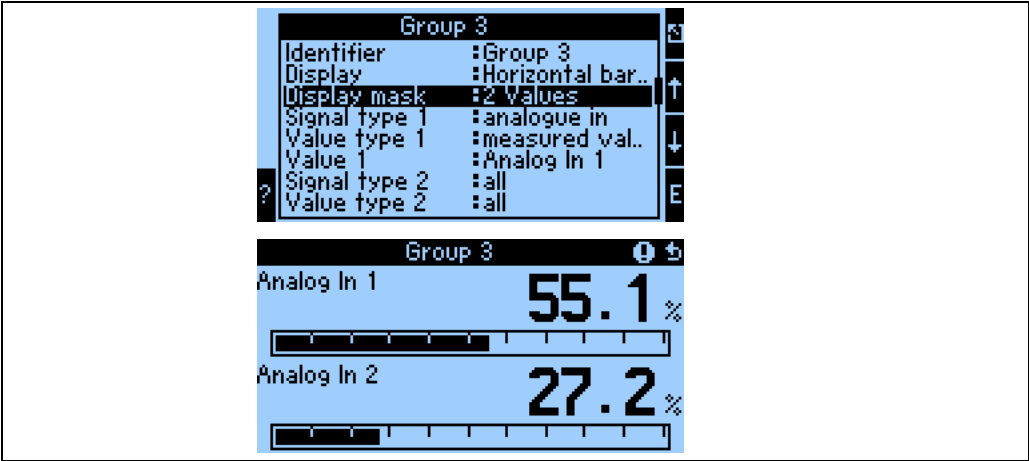 Group 3
Identifier :Group 3
Display :Horizontal bar..
Display mask :2 Values
Signal type 1 :analogue in
Value type 1 :measured val..
Value 1 :Analog In 1
Signal type 2 :all
Value type 2 :all
?
↑
↓
E
Group 3
Analog In 1
55.1 %
Analog In 2
27.2 %